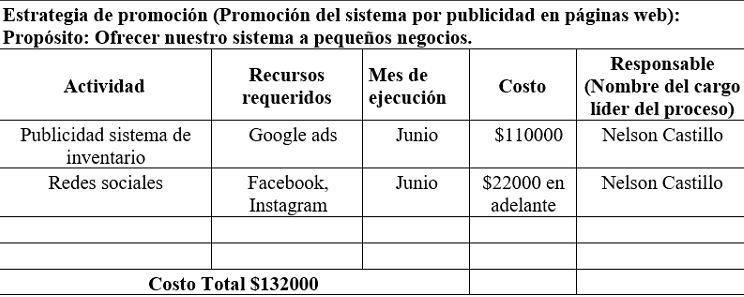 Estrategia de promoción (Promoción del sistema por publicidad en páginas web):
Propósito: Ofrecer nuestro sistema a pequeños negocios.
Actividad
Recursos
requeridos
Mes de
ejecución
Costo
Responsable
(Nombre del cargo
líder del proceso)
Publicidad sistema de
inventario
Google ads
Junio
$110000
Nelson Castillo
Redes sociales
Facebook,
Instagram
Junio
$22000 en
adelante
Nelson Castillo
Costo Total $132000